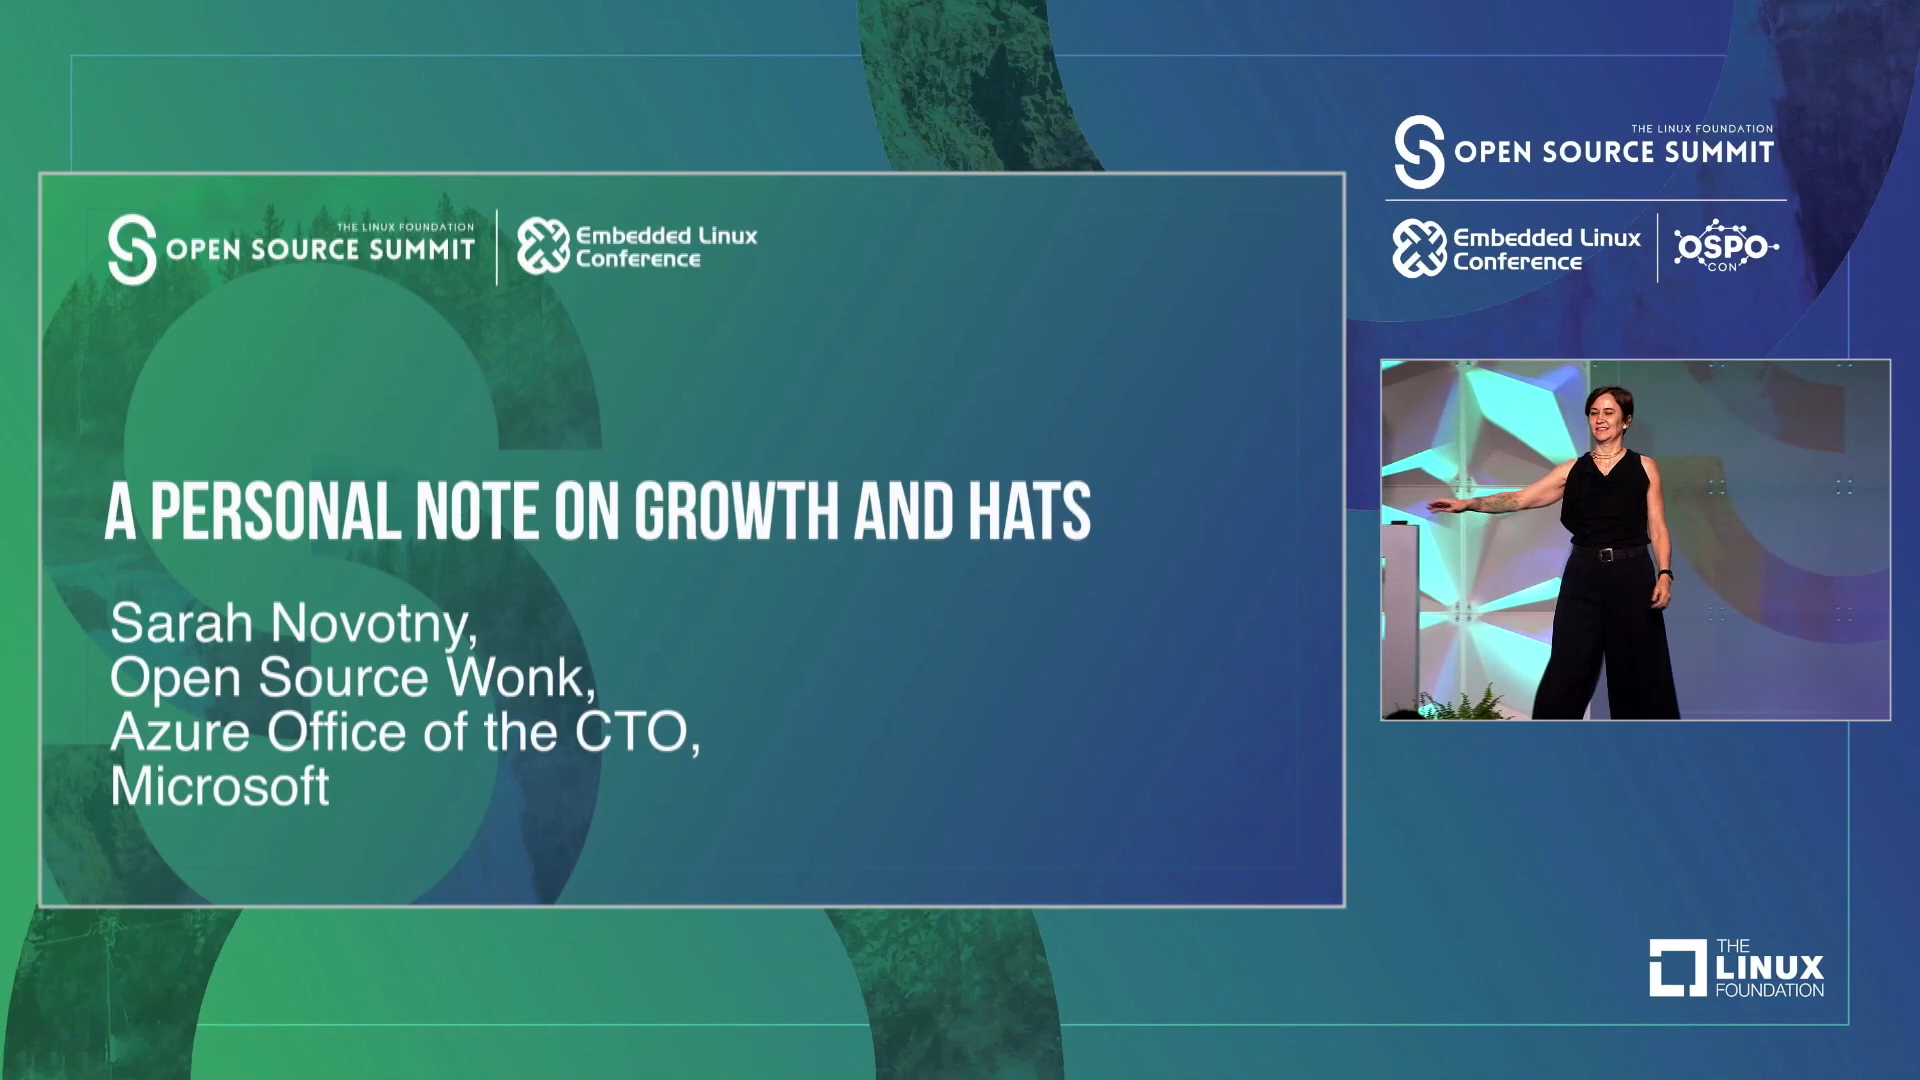 THE LINUX FOUNDATION
OPEN SOURCE SUMMIT
Embedded Linux
Conference
A PERSONAL NOTE ON GROWTH AND HATS
Sarah Novotny,
Open Source Wonk,
Azure Office of the CTO,
Microsoft
THE LINUX FOUNDATION
OPEN SOURCE SUMMIT
Embedded Linux
Conference
OSPO
CON
THE
LINUX
FOUNDATION